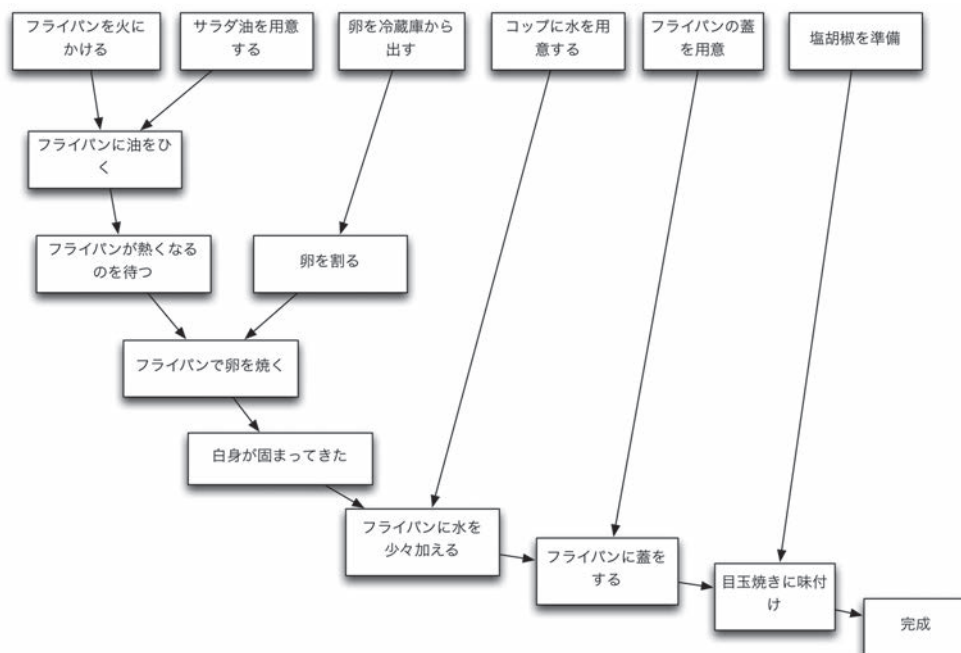 フライパンを火に
かける
サラダ油を用意
する
卵を冷蔵庫から
出す
コップに水を用
意する
フライパンの蓋
を用意
塩胡椒を準備
フライパンに油をひ
く
フライパンが熱くなる
のを待つ
卵を割る
フライパンで卵を焼く
白身が固まってきた
フライパンに水を
少々加える
フライパンに蓋を
する
目玉焼きに味付
け
完成